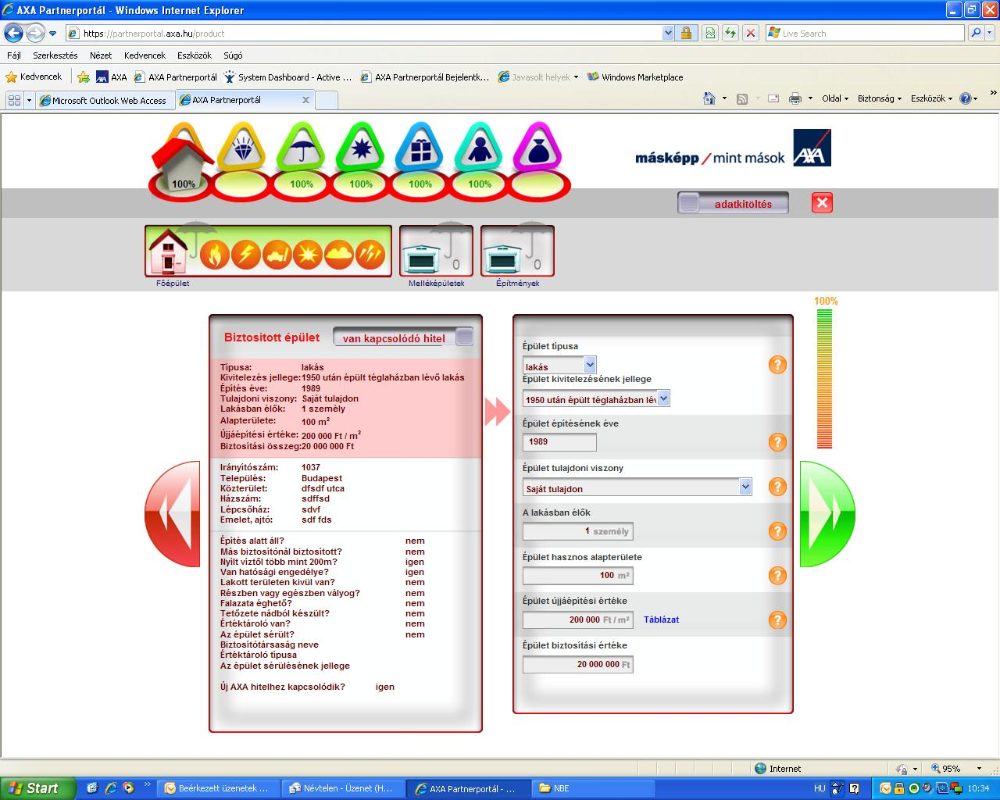 AXA Partnerportál - Windows Internet Explorer
https://partnerportal.axa.hu/product
Live Search
Fájl Szerkesztés Nézet Kedvencek Eszközök Súgó
Kedvencek AXA AXA Partnerportál System Dashboard - Active ... AXA Partnerportál Bejelentk... Javasolt helyek Windows Marketplace
Microsoft Outlook Web Access AXA Partnerportál X Oldal Biztonság Eszközök
másképp / mint mások AXA
100% 100% 100% 100% 100%
adatkitöltés
0 0
Főépület Melléképületek Építmények
100%
Biztosított épület van kapcsolódó hitel
Típusa: lakás
Kivitelezés jellege: 1950 után épült téglaházban lévő lakás
Építés éve: 1989
Tulajdoni viszony: Saját tulajdon
Lakásban élők: 1 személy
Alapterülete: 100 m²
Újjáépítési értéke: 200 000 Ft / m²
Biztosítási összeg: 20 000 000 Ft
Irányítószám: 1037
Település: Budapest
Közterület: dfsdf utca
Házszám: sdffsd
Lépcsőház: sdvf
Emelet, ajtó: sdf fds
Építés alatt áll? nem
Más biztosítónál biztosított? nem
Nyílt víztől több mint 200m? igen
Van hatósági engedélye? igen
Lakott területen kívül van? nem
Részben vagy egészben vályog? nem
Falazata éghető? nem
Tetőzete nádból készült? nem
Értéktároló van? nem
Az épület sérült? nem
Biztosítótársaság neve
Értéktároló típusa
Az épület sérülésének jellege
Új AXA hitelhez kapcsolódik? igen
Épület típusa
lakás ?
Épület kivitelezésének jellege
1950 után épült téglaházban lév
Épület építésének éve
1989 ?
Épület tulajdoni viszony
Saját tulajdon ?
A lakásban élők
1 személy ?
Épület hasznos alapterülete
100 m² ?
Épület újjáépítési értéke
200 000 Ft / m² Táblázat ?
Épület biztosítási értéke
20 000 000 Ft
Internet 95%
Start Beérkezett üzenetek ... Névtelen - Üzenet (H... AXA Partnerportál - ... NBE HU 10:34